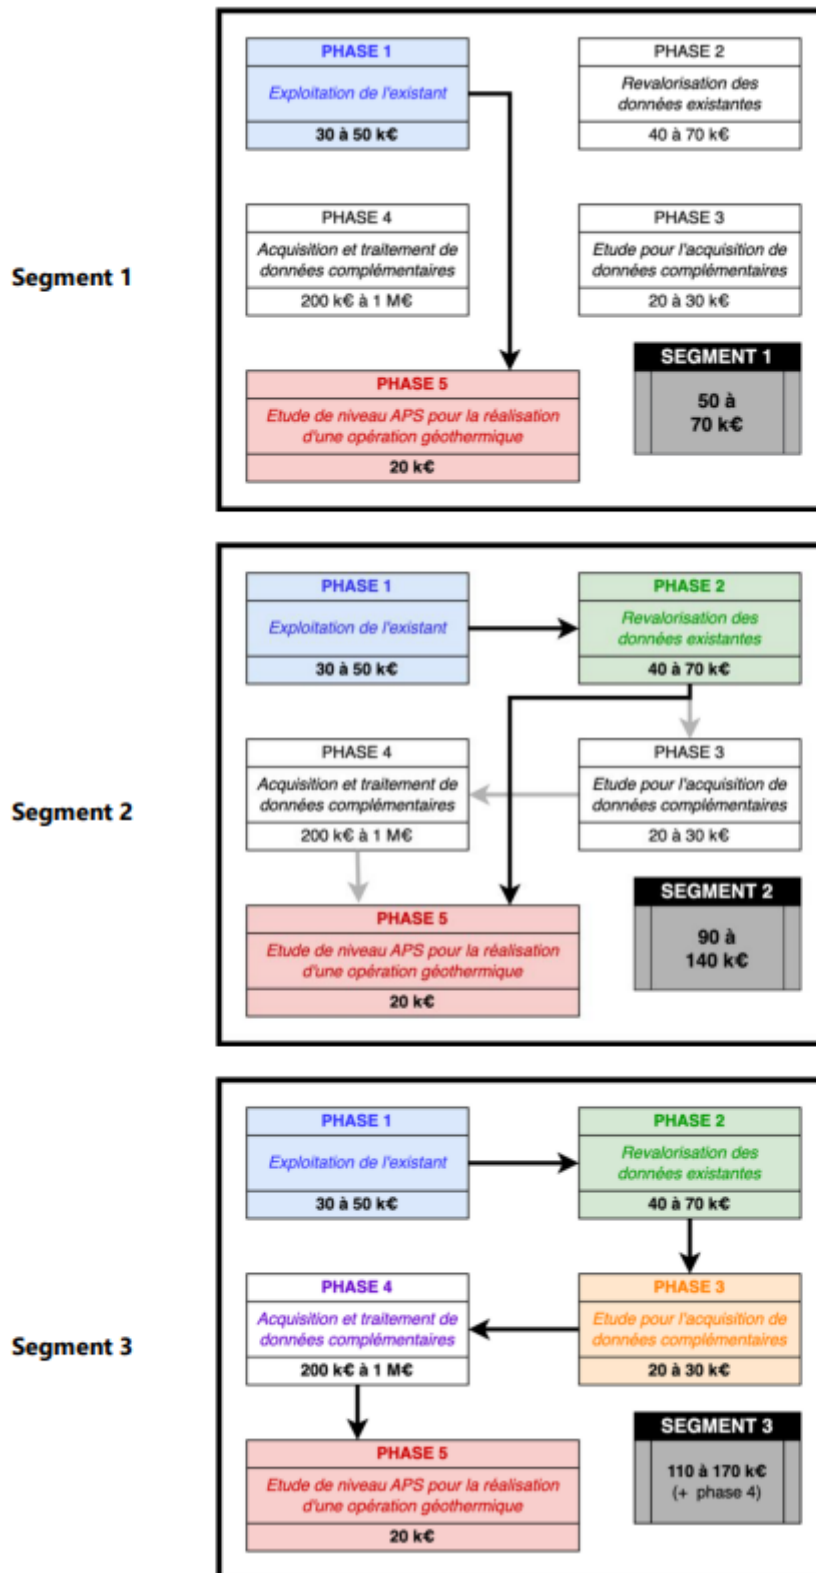 PHASE 1
Exploitation de l'existant
30 à 50 k€
PHASE 2
Revalorisation des
données existantes
40 à 70 k€
PHASE 4
Acquisition et traitement de
données complémentaires
200 k€ à 1 M€
PHASE 3
Etude pour l'acquisition de
données complémentaires
20 à 30 k€
Segment 1
SEGMENT 1
50 à
70 k€
PHASE 5
Etude de niveau APS pour la réalisation
d'une opération géothermique
20 k€
PHASE 1
Exploitation de l'existant
30 à 50 k€
PHASE 2
Revalorisation des
données existantes
40 à 70 k€
PHASE 4
Acquisition et traitement de
données complémentaires
200 k€ à 1 M€
PHASE 3
Etude pour l'acquisition de
données complémentaires
20 à 30 k€
Segment 2
SEGMENT 2
90 à
140 k€
PHASE 5
Etude de niveau APS pour la réalisation
d'une opération géothermique
20 k€
PHASE 1
Exploitation de l'existant
30 à 50 k€
PHASE 2
Revalorisation des
données existantes
40 à 70 k€
PHASE 4
Acquisition et traitement de
données complémentaires
200 k€ à 1 M€
PHASE 3
Etude pour l'acquisition de
données complémentaires
20 à 30 k€
Segment 3
SEGMENT 3
110 à 170 k€
(+ phase 4)
PHASE 5
Etude de niveau APS pour la réalisation
d'une opération géothermique
20 k€